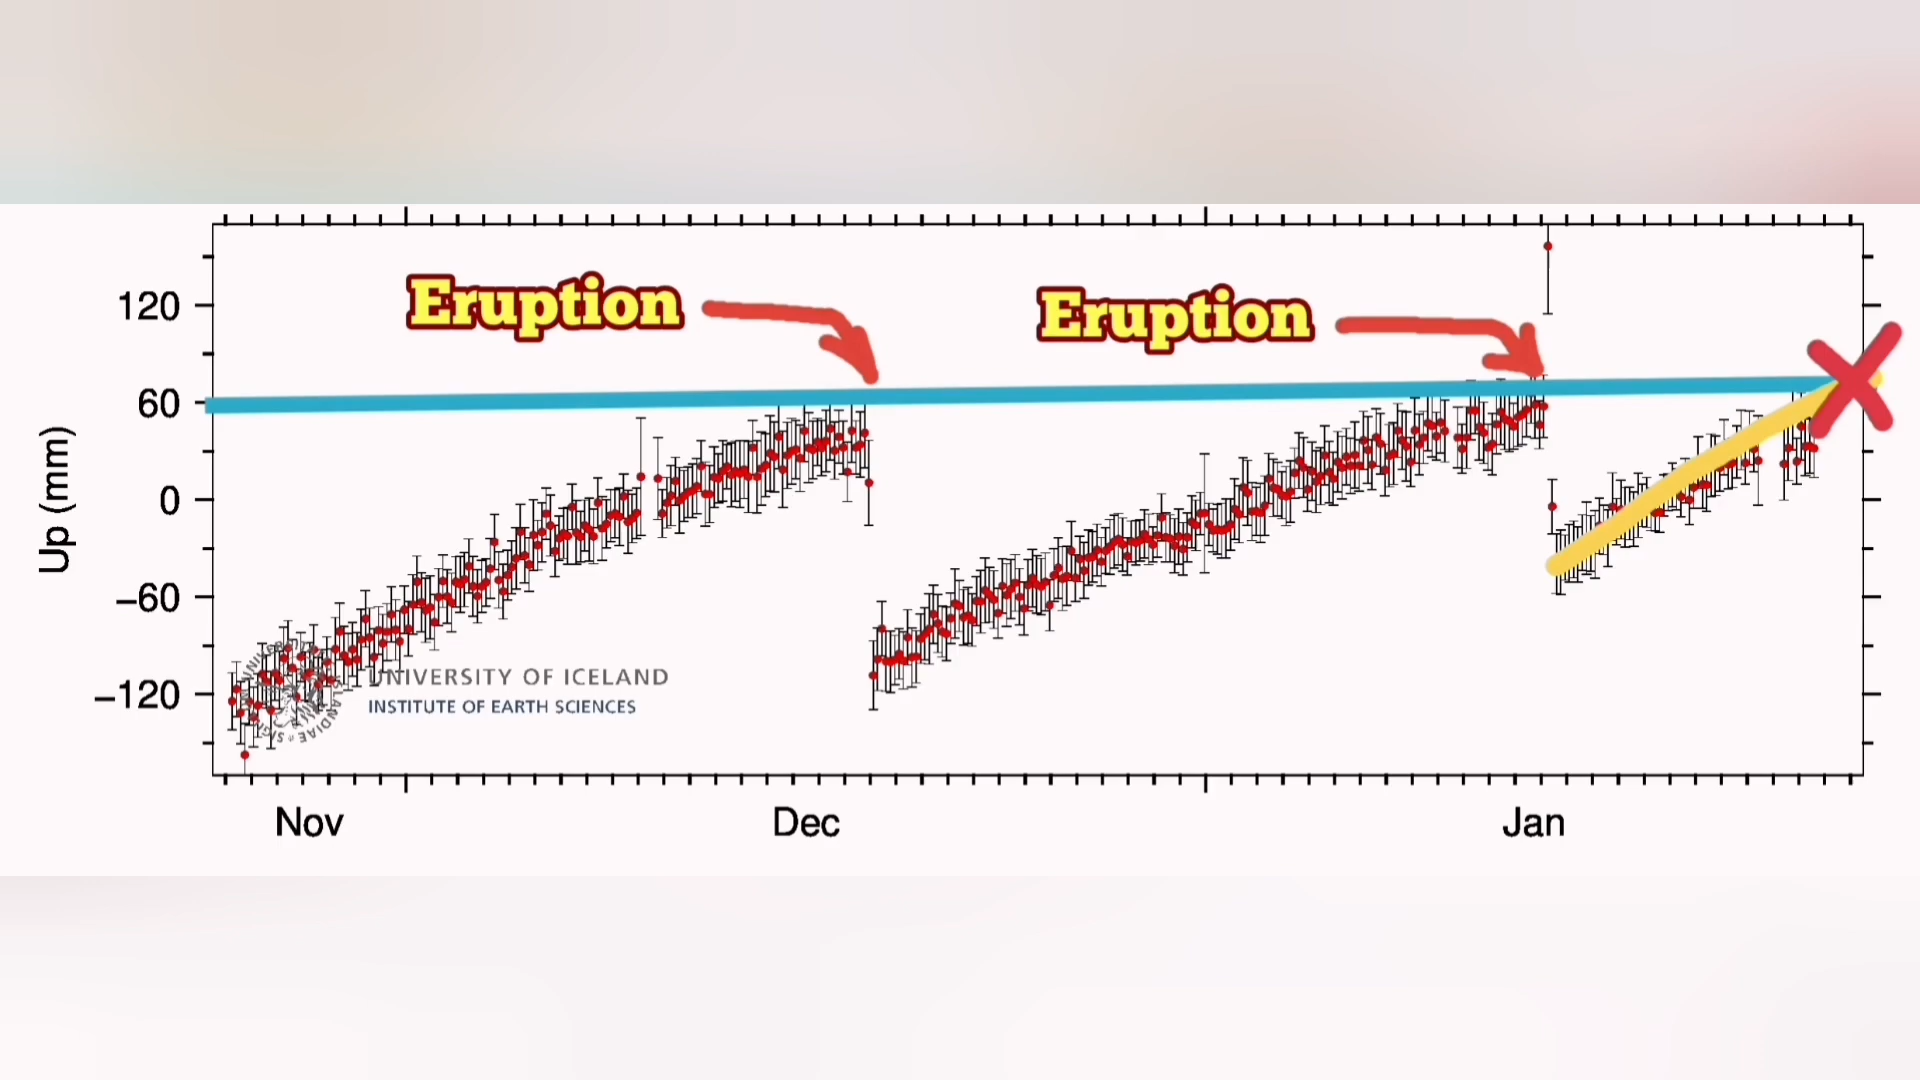 Eruption
Eruption
120
60
0
−60
−120
Up (mm)
UNIVERSITY OF ICELAND
INSTITUTE OF EARTH SCIENCES
Nov
Dec
Jan